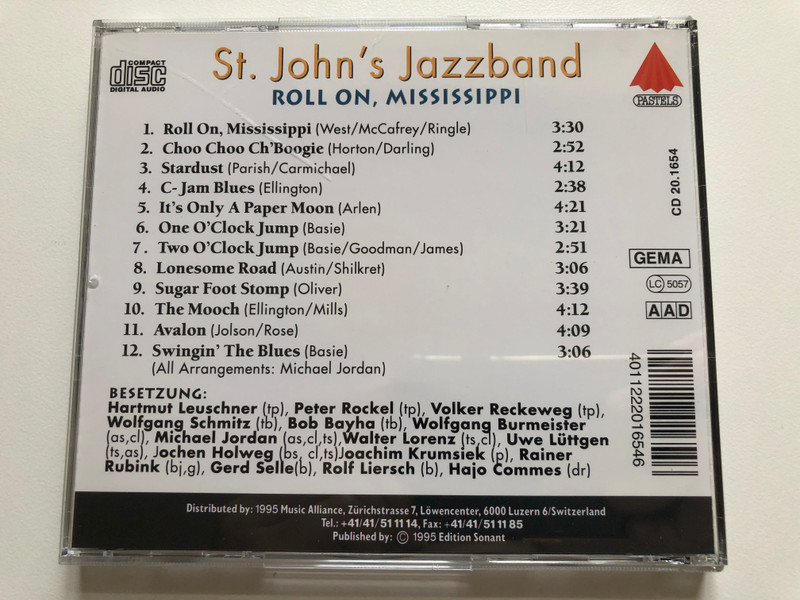 COMPACT
disc
DIGITAL AUDIO
St. John's Jazzband
ROLL ON, MISSISSIPPI
PASTELS
1. Roll On, Mississippi (West/McCafrey/Ringle) 3:30
2. Choo Choo Ch'Boogie (Horton/Darling) 2:52
3. Stardust (Parish/Carmichael) 4:12
4. C-Jam Blues (Ellington) 2:38
5. It's Only A Paper Moon (Arlen) 4:21
6. One O'Clock Jump (Basie) 3:21
7. Two O'Clock Jump (Basie/Goodman/James) 2:51
8. Lonesome Road (Austin/Shilkret) 3:06
9. Sugar Foot Stomp (Oliver) 3:39
10. The Mooch (Ellington/Mills) 4:12
11. Avalon (Jolson/Rose) 4:09
12. Swingin' The Blues (Basie) 3:06
(All Arrangements: Michael Jordan)
CD 20.1654
GEMA
LC 5057
AAD
4011222016546
BESETZUNG:
Hartmut Leuschner (tp), Peter Rockel (tp), Volker Reckeweg (tp),
Wolfgang Schmitz (tb), Bob Bayha (tb), Wolfgang Burmeister
(as,cl), Michael Jordan (as,cl,ts),Walter Lorenz (ts,cl), Uwe Lüttgen
(ts,as), Jochen Holweg (bs, cl,ts)Joachim Krumsiek (p), Rainer
Rubink (bj,g), Gerd Selle(b), Rolf Liersch (b), Hajo Commes (dr)
Distributed by: 1995 Music Alliance, Zürichstrasse 7, Löwencenter, 6000 Luzern 6/Switzerland
Tel.: +41/41/51 11 14, Fax: +41/41/51 11 85
Published by: © 1995 Edition Sonant